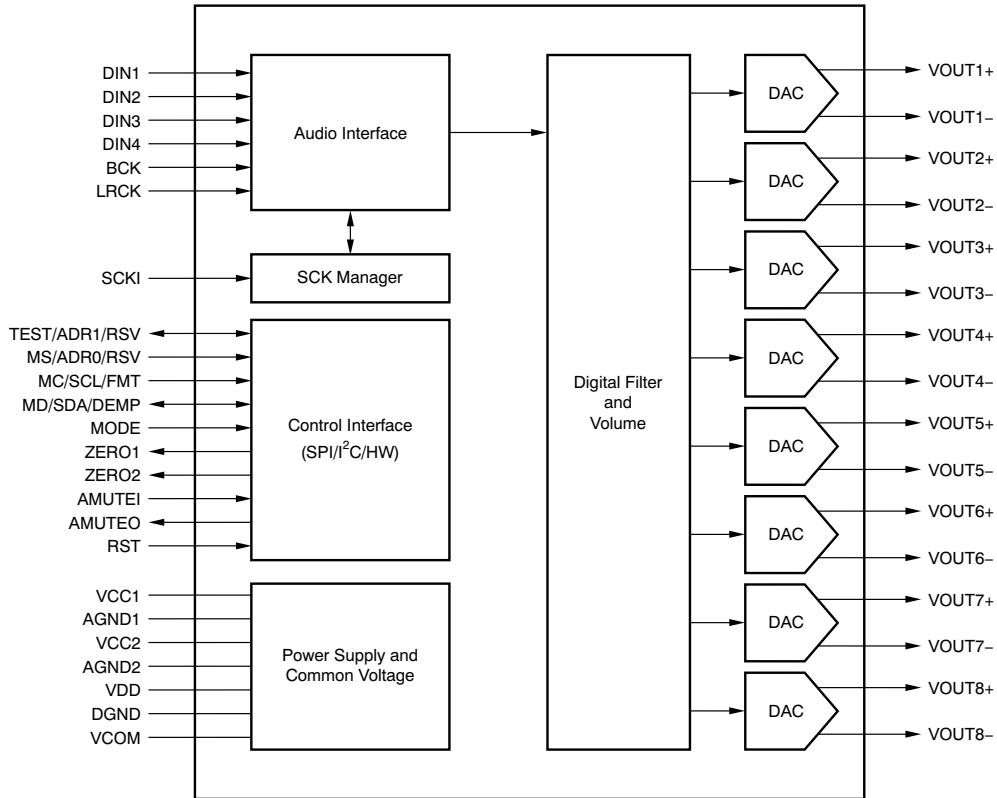 DIN1
DIN2
DIN3
DIN4
BCK
LRCK
SCKI
TEST/ADR1/RSV
MS/ADR0/RSV
MC/SCL/FMT
MD/SDA/DEMP
MODE
ZERO1
ZERO2
AMUTEI
AMUTEO
RST
VCC1
AGND1
VCC2
AGND2
VDD
DGND
VCOM
Audio Interface
SCK Manager
Control Interface
(SPI/I²C/HW)
Power Supply and
Common Voltage
Digital Filter
and
Volume
DAC
DAC
DAC
DAC
DAC
DAC
DAC
DAC
VOUT1+
VOUT1−
VOUT2+
VOUT2−
VOUT3+
VOUT3−
VOUT4+
VOUT4−
VOUT5+
VOUT5−
VOUT6+
VOUT6−
VOUT7+
VOUT7−
VOUT8+
VOUT8−